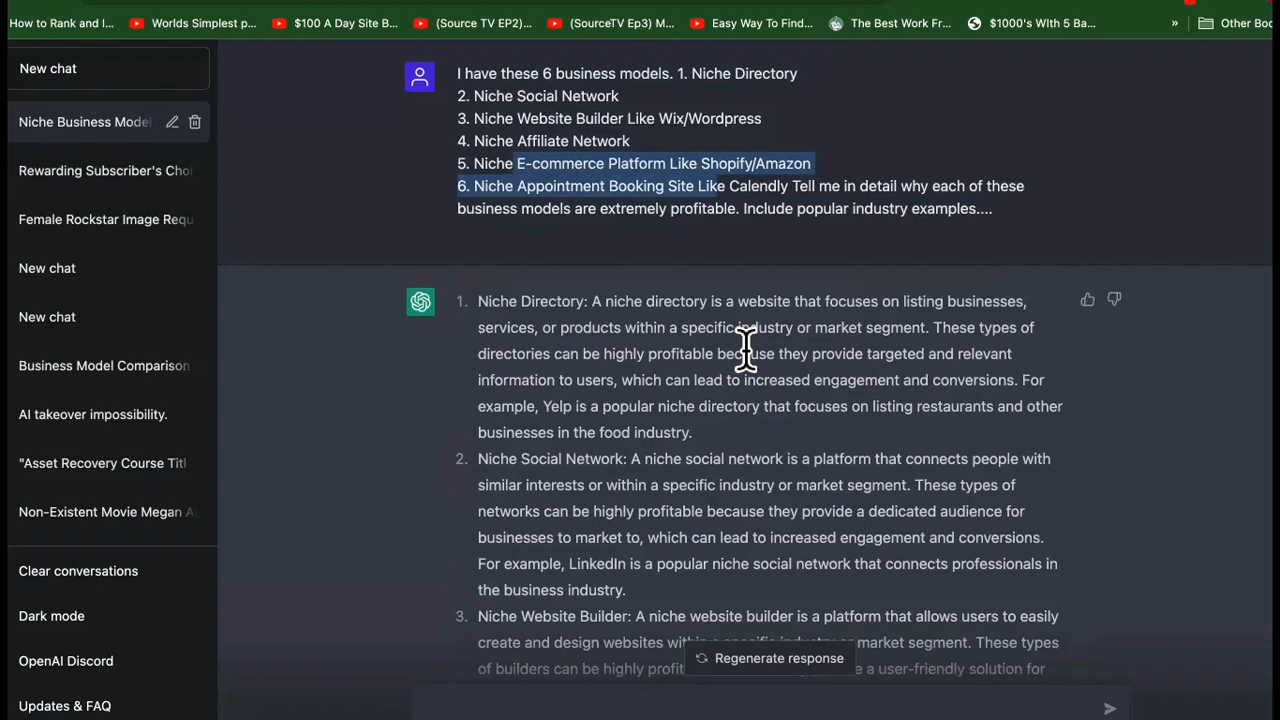 How to Rank and I...
Worlds Simplest p...
$100 A Day Site B...
(Source TV EP2)...
(SourceTV Ep3) M...
Easy Way To Find...
The Best Work Fr...
$1000's WIth 5 Ba...
»
Other Boo
New chat
Niche Business Model
Rewarding Subscriber's Choi
Female Rockstar Image Requ
New chat
New chat
Business Model Comparison
AI takeover impossibility.
"Asset Recovery Course Titl
Non-Existent Movie Megan A
Clear conversations
Dark mode
OpenAI Discord
Updates & FAQ
I have these 6 business models. 1. Niche Directory
2. Niche Social Network
3. Niche Website Builder Like Wix/Wordpress
4. Niche Affiliate Network
5. Niche E-commerce Platform Like Shopify/Amazon
6. Niche Appointment Booking Site Like Calendly Tell me in detail why each of these
business models are extremely profitable. Include popular industry examples....
1. Niche Directory: A niche directory is a website that focuses on listing businesses,
services, or products within a specific industry or market segment. These types of
directories can be highly profitable because they provide targeted and relevant
information to users, which can lead to increased engagement and conversions. For
example, Yelp is a popular niche directory that focuses on listing restaurants and other
businesses in the food industry.
2. Niche Social Network: A niche social network is a platform that connects people with
similar interests or within a specific industry or market segment. These types of
networks can be highly profitable because they provide a dedicated audience for
businesses to market to, which can lead to increased engagement and conversions.
For example, LinkedIn is a popular niche social network that connects professionals in
the business industry.
3. Niche Website Builder: A niche website builder is a platform that allows users to easily
create and design websites within a specific industry or market segment. These types
of builders can be highly profit a user-friendly solution for
Regenerate response